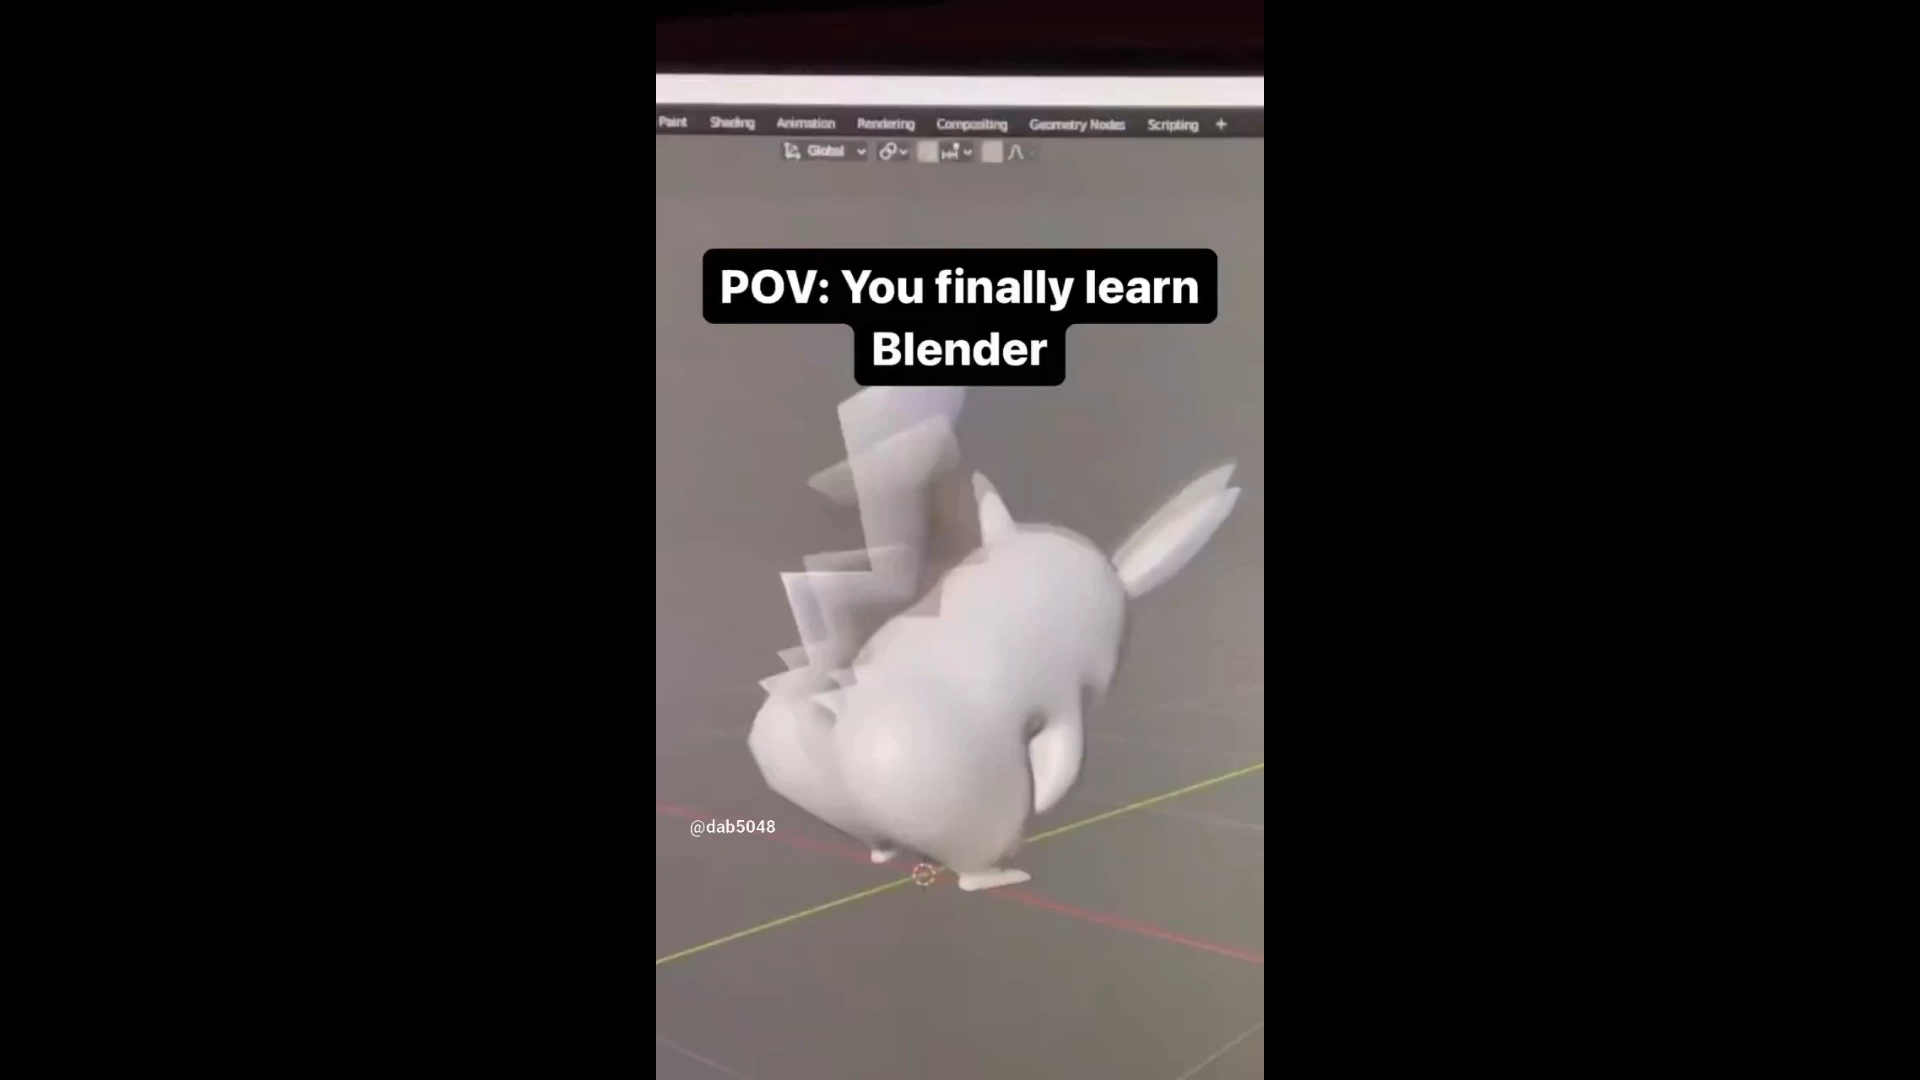 Paint Shading Animation Rendering Compositing Geometry Nodes Scripting +
Global
POV: You finally learn
Blender
@dab5048